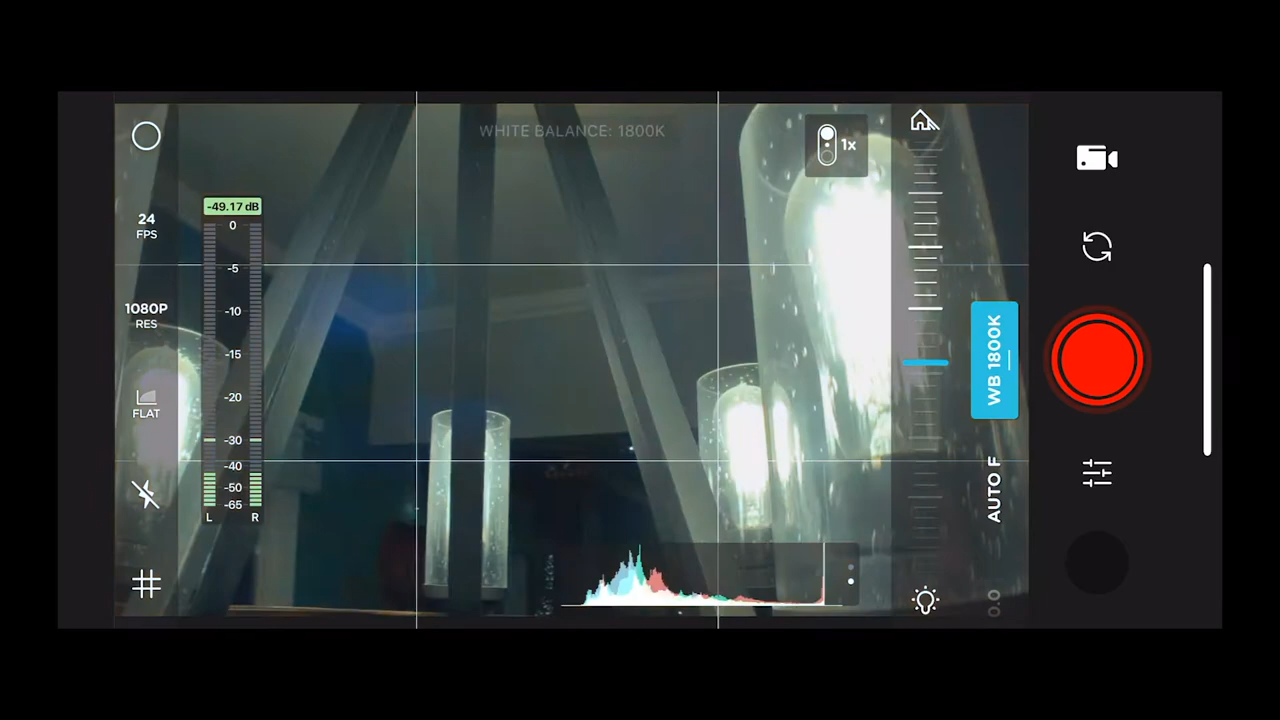 WHITE BALANCE: 1800K
1x
24
FPS
1080P
RES
FLAT
-49.17 dB
0
-5
-10
-15
-20
-30
-40
-50
-65
L R
WB 1800K
AUTO F
0.0